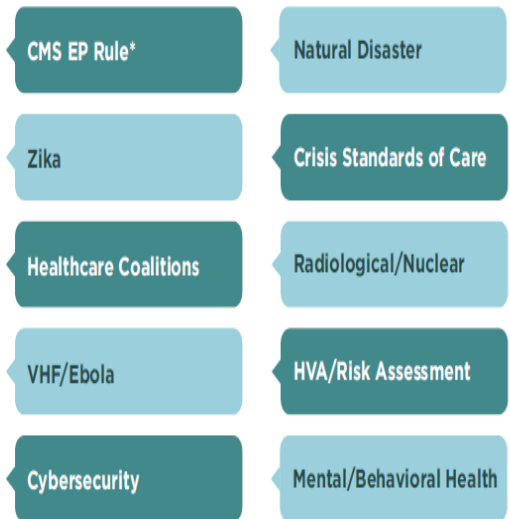 CMS EP Rule*
Natural Disaster
Zika
Crisis Standards of Care
Healthcare Coalitions
Radiological/Nuclear
VHF/Ebola
HVA/Risk Assessment
Cybersecurity
Mental/Behavioral Health